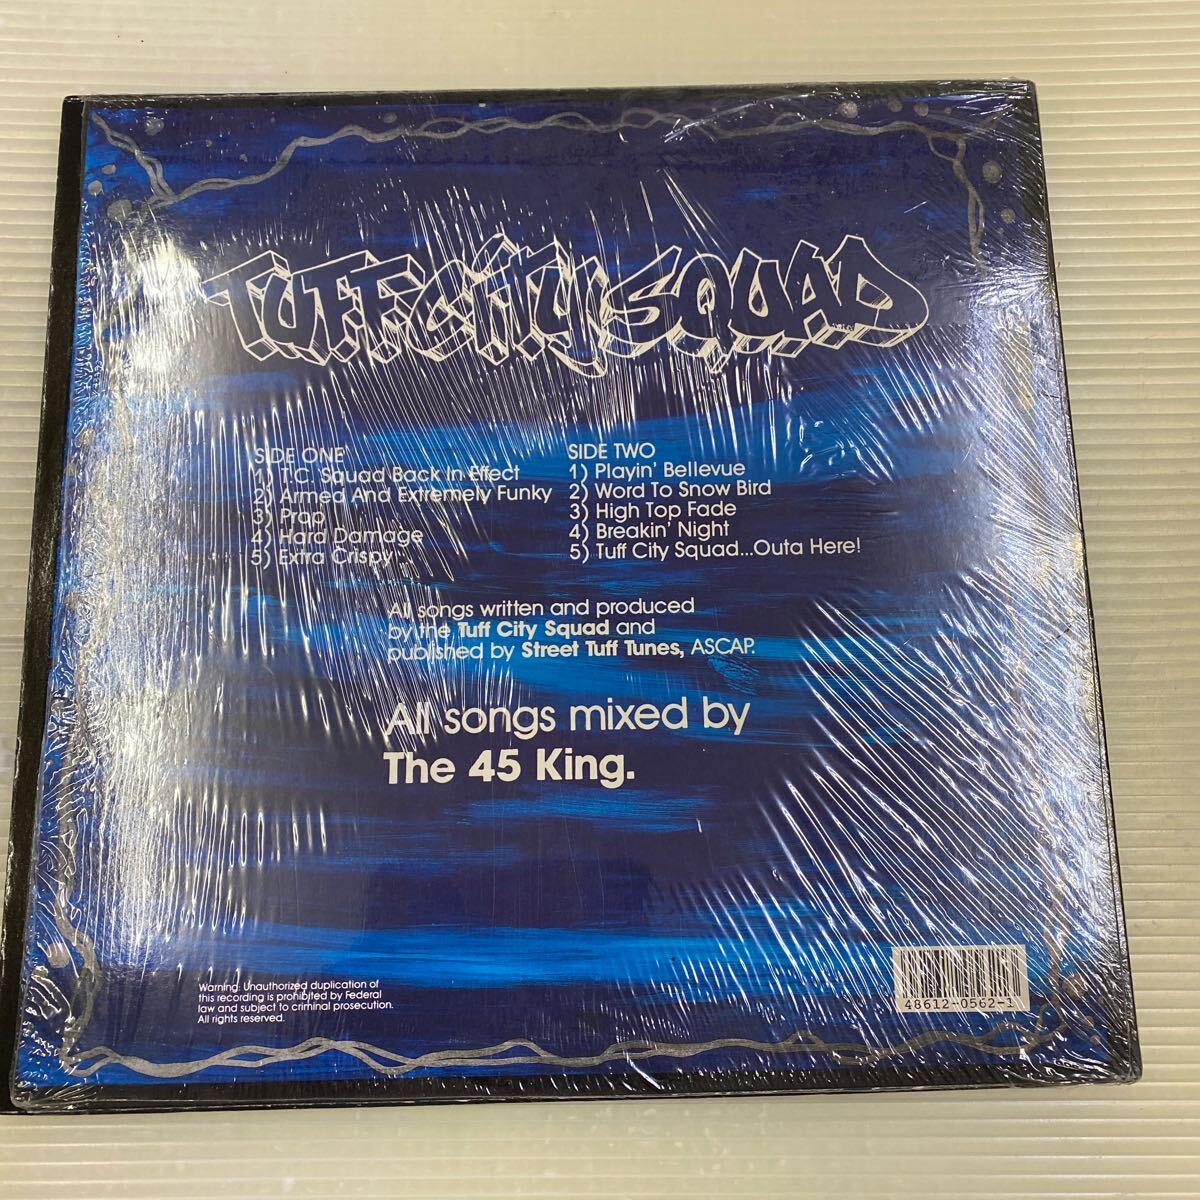 TUFF CITY SQUAD
SIDE ONE
1) T.C. Squad Back In Effect
2) Armed And Extremely Funky
3) Prap
4) Hard Damage
5) Extra Crispy
SIDE TWO
1) Playin' Bellevue
2) Word To Snow Bird
3) High Top Fade
4) Breakin' Night
5) Tuff City Squad...Outa Here!
All songs written and produced
by the Tuff City Squad and
published by Street Tuff Tunes, ASCAP.
All songs mixed by
The 45 King.
Warning: Unauthorized duplication of
this recording is prohibited by Federal
law and subject to criminal prosecution.
All rights reserved.
48612-0562-1